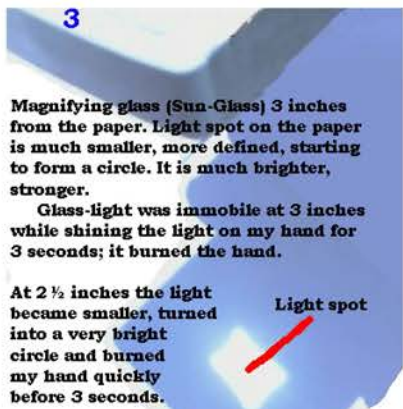 3
Magnifying glass (Sun-Glass) 3 inches
from the paper. Light spot on the paper
is much smaller, more defined, starting
to form a circle. It is much brighter,
stronger.
Glass-light was immobile at 3 inches
while shining the light on my hand for
3 seconds; it burned the hand.
At 2 ½ inches the light
became smaller, turned
into a very bright
circle and burned
my hand quickly
before 3 seconds.
Light spot